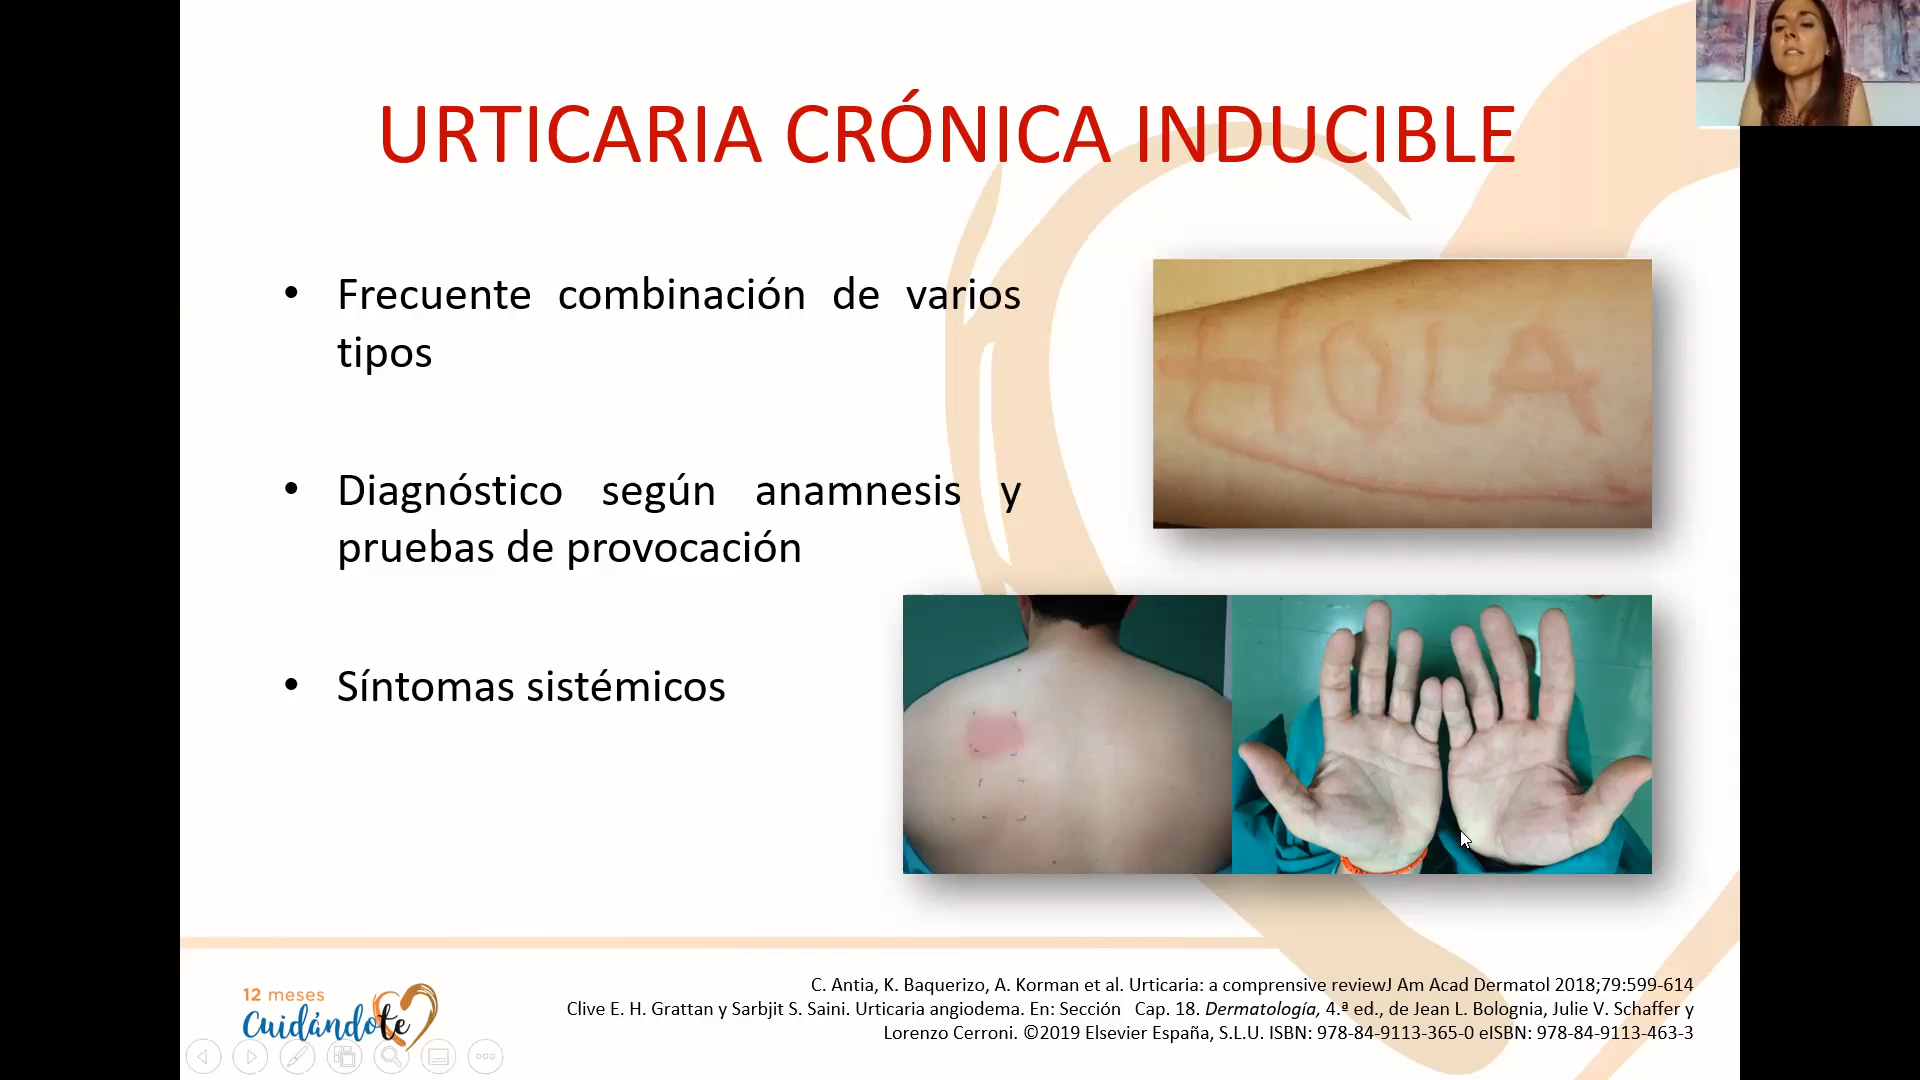 URTICARIA CRÓNICA INDUCIBLE
• Frecuente combinación de varios
tipos
• Diagnóstico según anamnesis y
pruebas de provocación
• Síntomas sistémicos
HOLA
12 meses
Cuidándote
C. Antia, K. Baquerizo, A. Korman et al. Urticaria: a comprensive reviewJ Am Acad Dermatol 2018;79:599-614
Clive E. H. Grattan y Sarbjit S. Saini. Urticaria angiodema. En: Sección Cap. 18. Dermatología, 4.ª ed., de Jean L. Bolognia, Julie V. Schaffer y
Lorenzo Cerroni. ©2019 Elsevier España, S.L.U. ISBN: 978-84-9113-365-0 eISBN: 978-84-9113-463-3